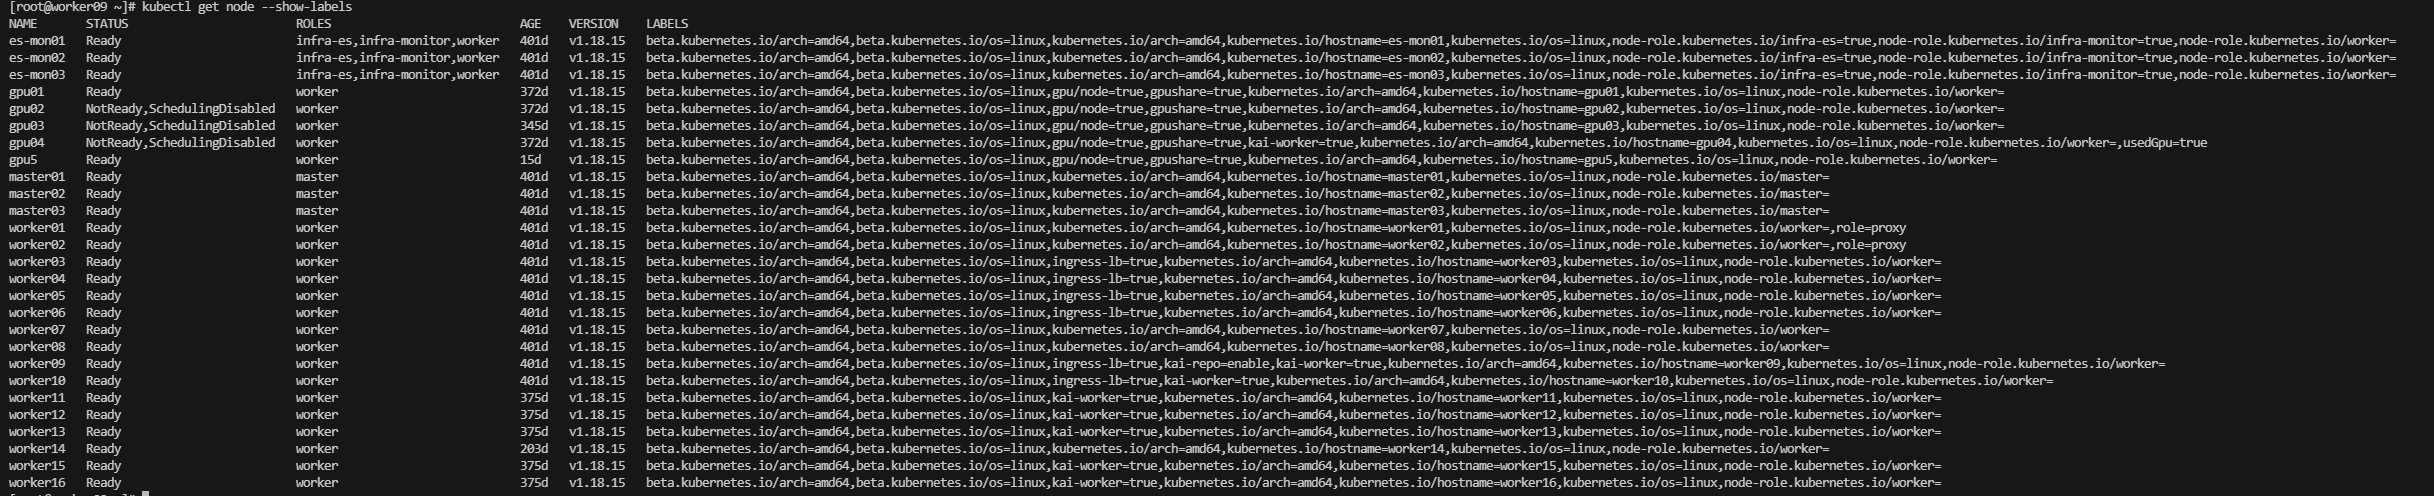 [root@worker09 ~]# kubectl get node --show-labels
NAME STATUS ROLES AGE VERSION LABELS
es-mon01 Ready infra-es,infra-monitor,worker 401d v1.18.15 beta.kubernetes.io/arch=amd64,beta.kubernetes.io/os=linux,kubernetes.io/arch=amd64,kubernetes.io/hostname=es-mon01,kubernetes.io/os=linux,node-role.kubernetes.io/infra-es=true,node-role.kubernetes.io/infra-monitor=true,node-role.kubernetes.io/worker=
es-mon02 Ready infra-es,infra-monitor,worker 401d v1.18.15 beta.kubernetes.io/arch=amd64,beta.kubernetes.io/os=linux,kubernetes.io/arch=amd64,kubernetes.io/hostname=es-mon02,kubernetes.io/os=linux,node-role.kubernetes.io/infra-es=true,node-role.kubernetes.io/infra-monitor=true,node-role.kubernetes.io/worker=
es-mon03 Ready infra-es,infra-monitor,worker 401d v1.18.15 beta.kubernetes.io/arch=amd64,beta.kubernetes.io/os=linux,kubernetes.io/arch=amd64,kubernetes.io/hostname=es-mon03,kubernetes.io/os=linux,node-role.kubernetes.io/infra-es=true,node-role.kubernetes.io/infra-monitor=true,node-role.kubernetes.io/worker=
gpu01 Ready worker 372d v1.18.15 beta.kubernetes.io/arch=amd64,beta.kubernetes.io/os=linux,gpu/node=true,gpushare=true,kubernetes.io/arch=amd64,kubernetes.io/hostname=gpu01,kubernetes.io/os=linux,node-role.kubernetes.io/worker=
gpu02 NotReady,SchedulingDisabled worker 372d v1.18.15 beta.kubernetes.io/arch=amd64,beta.kubernetes.io/os=linux,gpu/node=true,gpushare=true,kubernetes.io/arch=amd64,kubernetes.io/hostname=gpu02,kubernetes.io/os=linux,node-role.kubernetes.io/worker=
gpu03 NotReady,SchedulingDisabled worker 345d v1.18.15 beta.kubernetes.io/arch=amd64,beta.kubernetes.io/os=linux,gpu/node=true,gpushare=true,kubernetes.io/arch=amd64,kubernetes.io/hostname=gpu03,kubernetes.io/os=linux,node-role.kubernetes.io/worker=
gpu04 NotReady,SchedulingDisabled worker 372d v1.18.15 beta.kubernetes.io/arch=amd64,beta.kubernetes.io/os=linux,gpu/node=true,gpushare=true,kai-worker=true,kubernetes.io/arch=amd64,kubernetes.io/hostname=gpu04,kubernetes.io/os=linux,node-role.kubernetes.io/worker=,usedGpu=true
gpu5 Ready worker 15d v1.18.15 beta.kubernetes.io/arch=amd64,beta.kubernetes.io/os=linux,gpu/node=true,gpushare=true,kubernetes.io/arch=amd64,kubernetes.io/hostname=gpu5,kubernetes.io/os=linux,node-role.kubernetes.io/worker=
master01 Ready master 401d v1.18.15 beta.kubernetes.io/arch=amd64,beta.kubernetes.io/os=linux,kubernetes.io/arch=amd64,kubernetes.io/hostname=master01,kubernetes.io/os=linux,node-role.kubernetes.io/master=
master02 Ready master 401d v1.18.15 beta.kubernetes.io/arch=amd64,beta.kubernetes.io/os=linux,kubernetes.io/arch=amd64,kubernetes.io/hostname=master02,kubernetes.io/os=linux,node-role.kubernetes.io/master=
master03 Ready master 401d v1.18.15 beta.kubernetes.io/arch=amd64,beta.kubernetes.io/os=linux,kubernetes.io/arch=amd64,kubernetes.io/hostname=master03,kubernetes.io/os=linux,node-role.kubernetes.io/master=
worker01 Ready worker 401d v1.18.15 beta.kubernetes.io/arch=amd64,beta.kubernetes.io/os=linux,kubernetes.io/arch=amd64,kubernetes.io/hostname=worker01,kubernetes.io/os=linux,node-role.kubernetes.io/worker=,role=proxy
worker02 Ready worker 401d v1.18.15 beta.kubernetes.io/arch=amd64,beta.kubernetes.io/os=linux,kubernetes.io/arch=amd64,kubernetes.io/hostname=worker02,kubernetes.io/os=linux,node-role.kubernetes.io/worker=,role=proxy
worker03 Ready worker 401d v1.18.15 beta.kubernetes.io/arch=amd64,beta.kubernetes.io/os=linux,ingress-lb=true,kubernetes.io/arch=amd64,kubernetes.io/hostname=worker03,kubernetes.io/os=linux,node-role.kubernetes.io/worker=
worker04 Ready worker 401d v1.18.15 beta.kubernetes.io/arch=amd64,beta.kubernetes.io/os=linux,ingress-lb=true,kubernetes.io/arch=amd64,kubernetes.io/hostname=worker04,kubernetes.io/os=linux,node-role.kubernetes.io/worker=
worker05 Ready worker 401d v1.18.15 beta.kubernetes.io/arch=amd64,beta.kubernetes.io/os=linux,ingress-lb=true,kubernetes.io/arch=amd64,kubernetes.io/hostname=worker05,kubernetes.io/os=linux,node-role.kubernetes.io/worker=
worker06 Ready worker 401d v1.18.15 beta.kubernetes.io/arch=amd64,beta.kubernetes.io/os=linux,ingress-lb=true,kubernetes.io/arch=amd64,kubernetes.io/hostname=worker06,kubernetes.io/os=linux,node-role.kubernetes.io/worker=
worker07 Ready worker 401d v1.18.15 beta.kubernetes.io/arch=amd64,beta.kubernetes.io/os=linux,kubernetes.io/arch=amd64,kubernetes.io/hostname=worker07,kubernetes.io/os=linux,node-role.kubernetes.io/worker=
worker08 Ready worker 401d v1.18.15 beta.kubernetes.io/arch=amd64,beta.kubernetes.io/os=linux,kubernetes.io/arch=amd64,kubernetes.io/hostname=worker08,kubernetes.io/os=linux,node-role.kubernetes.io/worker=
worker09 Ready worker 401d v1.18.15 beta.kubernetes.io/arch=amd64,beta.kubernetes.io/os=linux,ingress-lb=true,kai-repo=enable,kai-worker=true,kubernetes.io/arch=amd64,kubernetes.io/hostname=worker09,kubernetes.io/os=linux,node-role.kubernetes.io/worker=
worker10 Ready worker 401d v1.18.15 beta.kubernetes.io/arch=amd64,beta.kubernetes.io/os=linux,ingress-lb=true,kai-worker=true,kubernetes.io/arch=amd64,kubernetes.io/hostname=worker10,kubernetes.io/os=linux,node-role.kubernetes.io/worker=
worker11 Ready worker 375d v1.18.15 beta.kubernetes.io/arch=amd64,beta.kubernetes.io/os=linux,kai-worker=true,kubernetes.io/arch=amd64,kubernetes.io/hostname=worker11,kubernetes.io/os=linux,node-role.kubernetes.io/worker=
worker12 Ready worker 375d v1.18.15 beta.kubernetes.io/arch=amd64,beta.kubernetes.io/os=linux,kai-worker=true,kubernetes.io/arch=amd64,kubernetes.io/hostname=worker12,kubernetes.io/os=linux,node-role.kubernetes.io/worker=
worker13 Ready worker 375d v1.18.15 beta.kubernetes.io/arch=amd64,beta.kubernetes.io/os=linux,kai-worker=true,kubernetes.io/arch=amd64,kubernetes.io/hostname=worker13,kubernetes.io/os=linux,node-role.kubernetes.io/worker=
worker14 Ready worker 203d v1.18.15 beta.kubernetes.io/arch=amd64,beta.kubernetes.io/os=linux,kubernetes.io/arch=amd64,kubernetes.io/hostname=worker14,kubernetes.io/os=linux,node-role.kubernetes.io/worker=
worker15 Ready worker 375d v1.18.15 beta.kubernetes.io/arch=amd64,beta.kubernetes.io/os=linux,kai-worker=true,kubernetes.io/arch=amd64,kubernetes.io/hostname=worker15,kubernetes.io/os=linux,node-role.kubernetes.io/worker=
worker16 Ready worker 375d v1.18.15 beta.kubernetes.io/arch=amd64,beta.kubernetes.io/os=linux,kai-worker=true,kubernetes.io/arch=amd64,kubernetes.io/hostname=worker16,kubernetes.io/os=linux,node-role.kubernetes.io/worker=